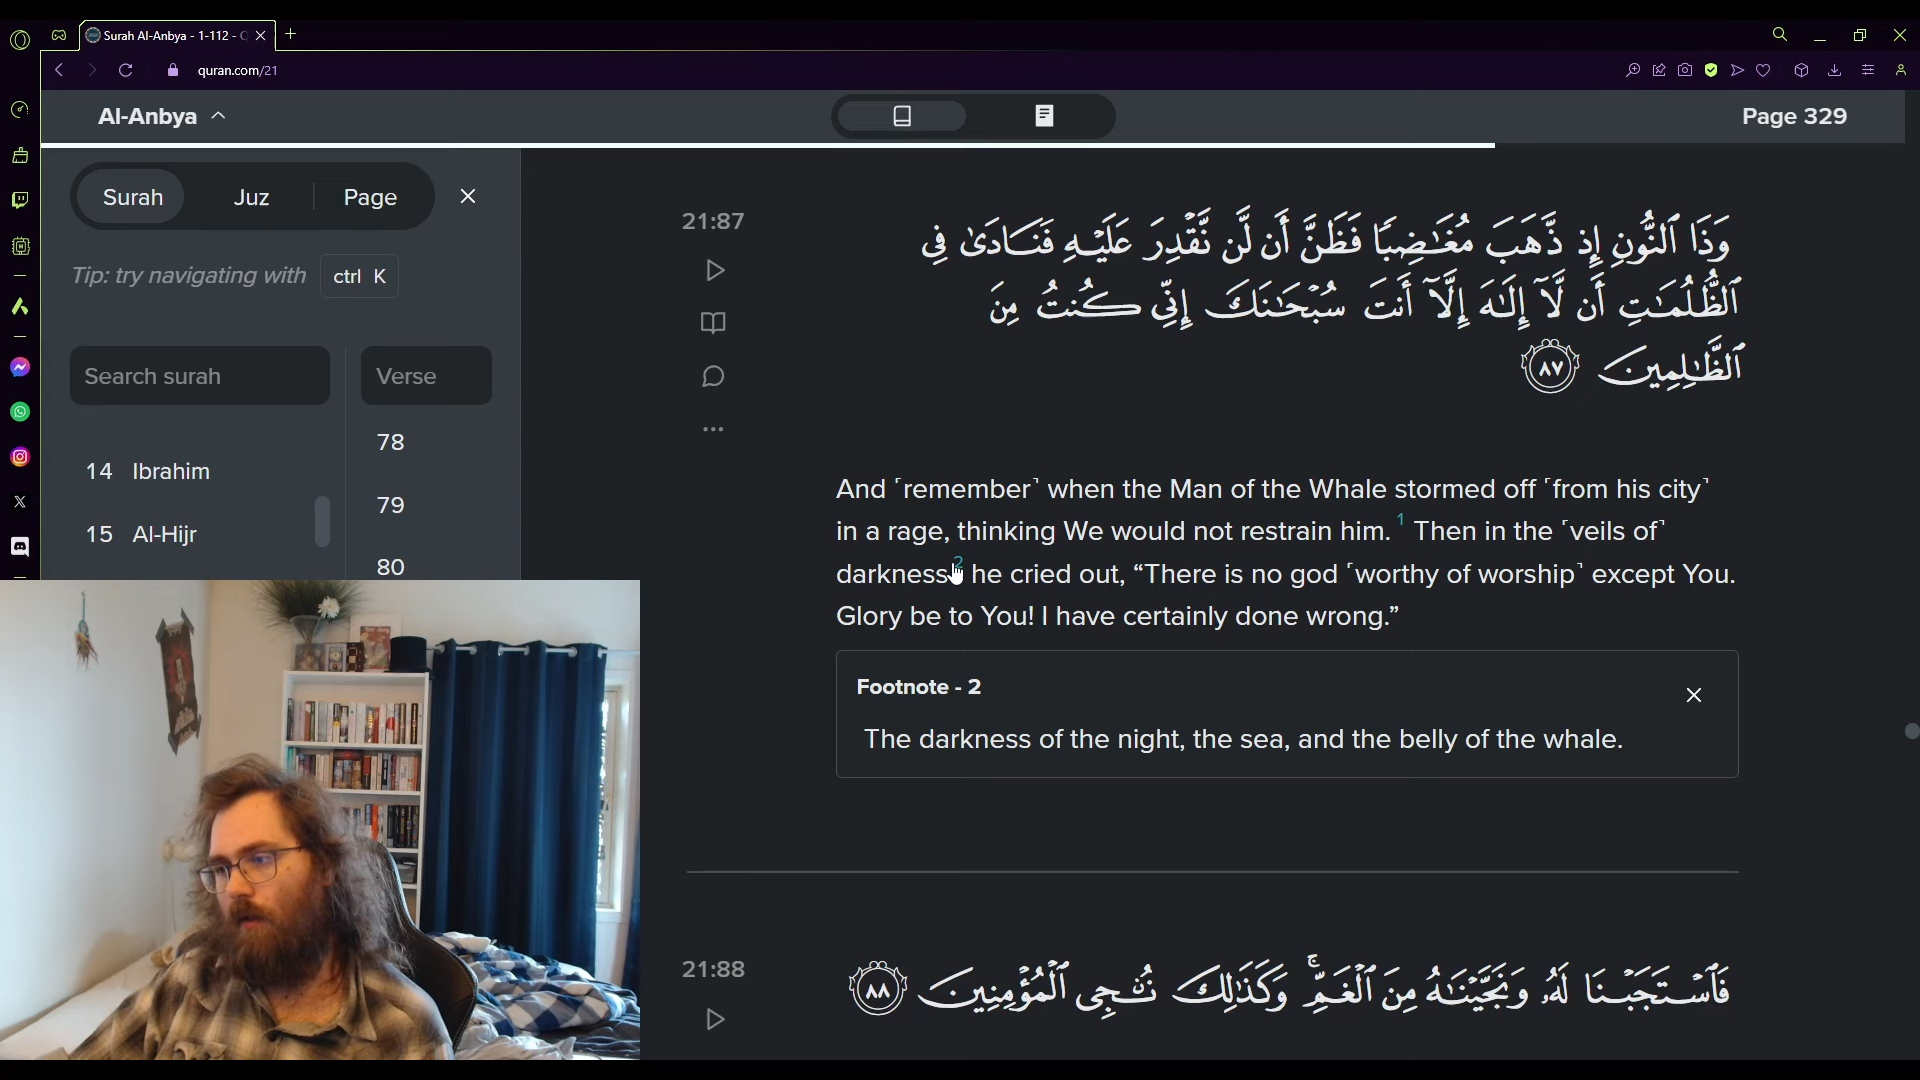 Surah Al-Anbya - 1-112 -
quran.com/21
Al-Anbya
Page 329
Surah
Juz
Page
Tip: try navigating with ctrl K
Search surah
Verse
78
14 Ibrahim
79
15 Al-Hijr
80
21:87
وَذَا ٱلنُّونِ إِذ ذَّهَبَ مُغَـٰضِبًا فَظَنَّ أَن لَّن نَّقْدِرَ عَلَيْهِ فَنَادَىٰ فِى
ٱلظُّلُمَـٰتِ أَن لَّآ إِلَـٰهَ إِلَّآ أَنتَ سُبْحَـٰنَكَ إِنِّى كُنتُ مِنَ
ٱلظَّـٰلِمِينَ ٨٧
And ˹remember˺ when the Man of the Whale stormed off ˹from his city˺
in a rage, thinking We would not restrain him. 1 Then in the ˹veils of˺
darkness 2 he cried out, “There is no god ˹worthy of worship˺ except You.
Glory be to You! I have certainly done wrong.”
Footnote - 2
The darkness of the night, the sea, and the belly of the whale.
21:88
فَٱسْتَجَبْنَا لَهُۥ وَنَجَّيْنَـٰهُ مِنَ ٱلْغَمِّ ۚ وَكَذَٰلِكَ نُـۨجِى ٱلْمُؤْمِنِينَ ٨٨